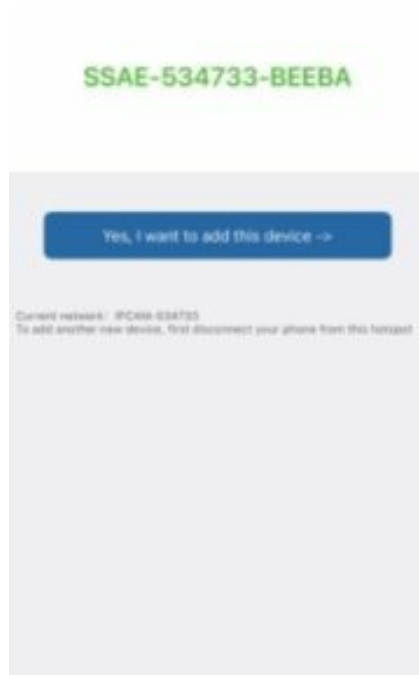 SSAE-534733-BEEBA
Yes, I want to add this device ->
Current network: IPCAM-534733
To add another new device, first disconnect your phone from this hotspot